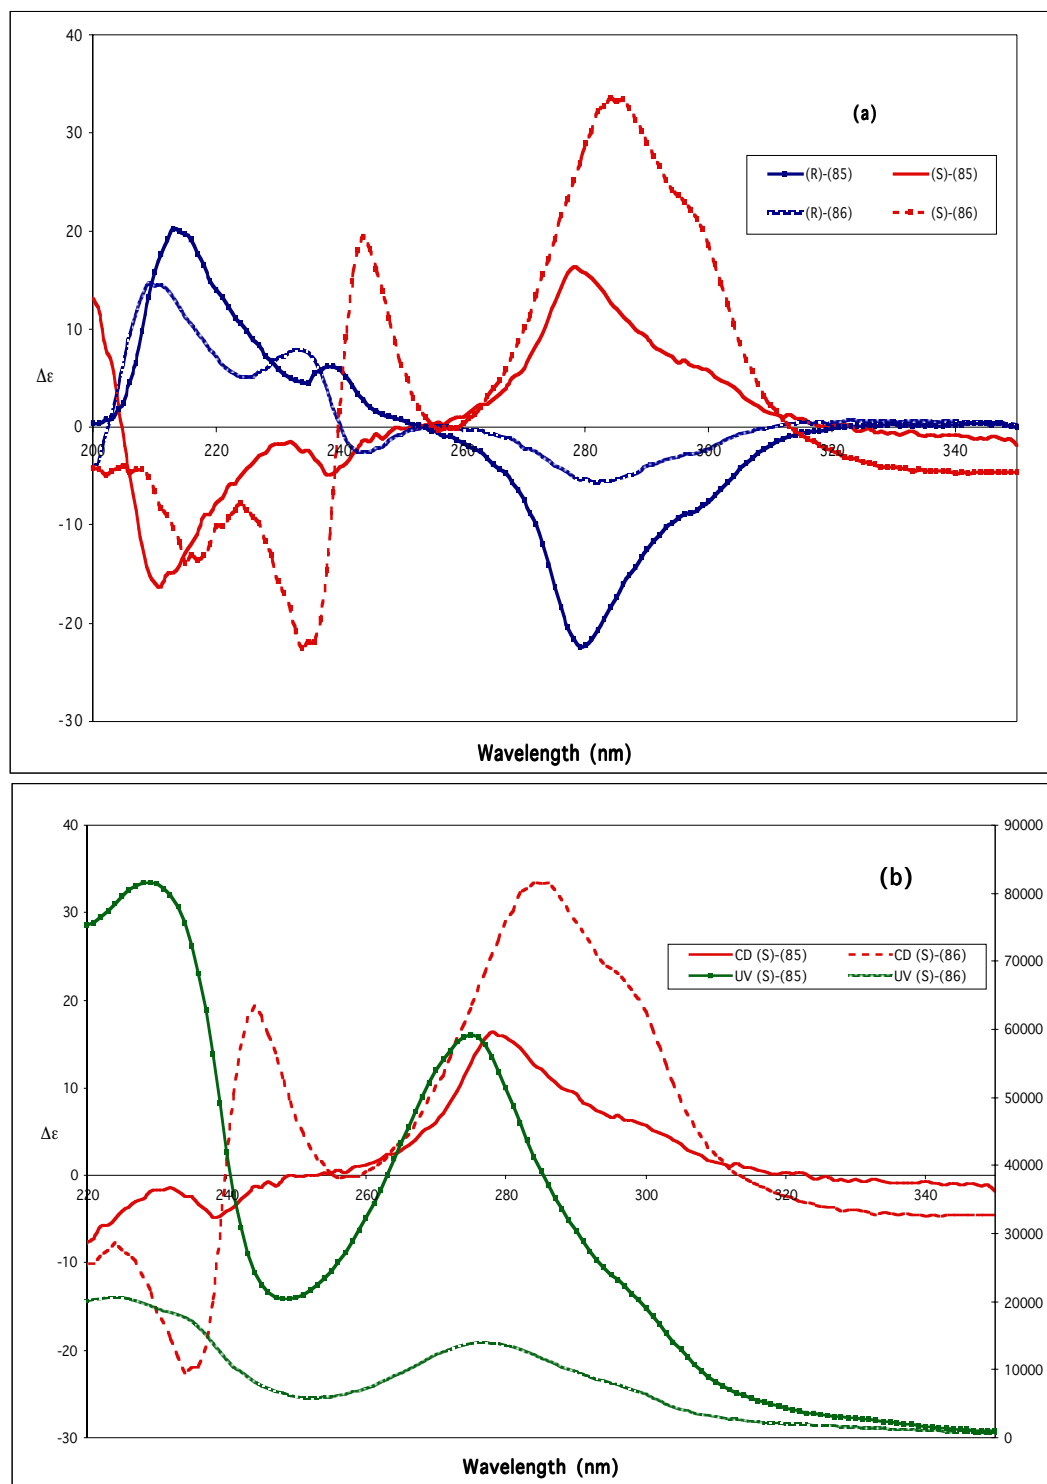 40
30
20
10
0
-10
-20
-30
Δε
(a)
(R)-(85) (S)-(85)
(R)-(86) (S)-(86)
200 220 240 260 280 300 320 340
Wavelength (nm)
40
30
20
10
0
-10
-20
-30
Δε
(b)
CD (S)-(85) CD (S)-(86)
UV (S)-(85) UV (S)-(86)
220 240 260 280 300 320 340
90000
80000
70000
60000
50000
40000
30000
20000
10000
0
Wavelength (nm)